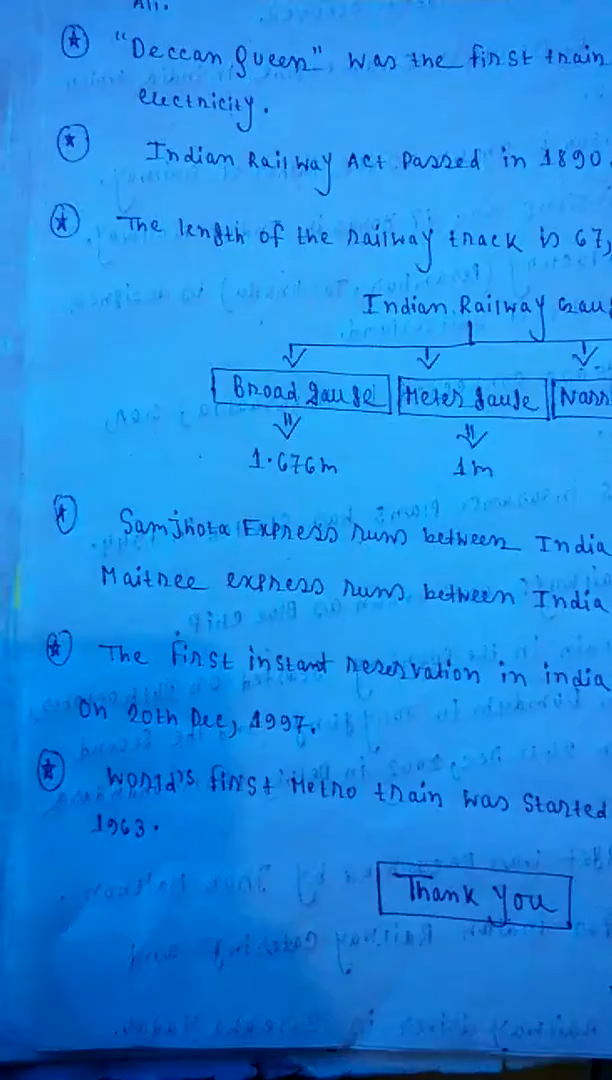 "Deccan Queen" was the first train
electricity.
Indian Railway Act Passed in 1890.
The length of the railway track is 67,
Indian Railway Gau
Broad Gauge Meter Gauge Narr
1.676m 1m
Samjhota Express runs between India
Maitree express runs between India
The first instant reservation in india
on 20th Dec, 1997.
World's first Metro train was started
1963.
Thank you